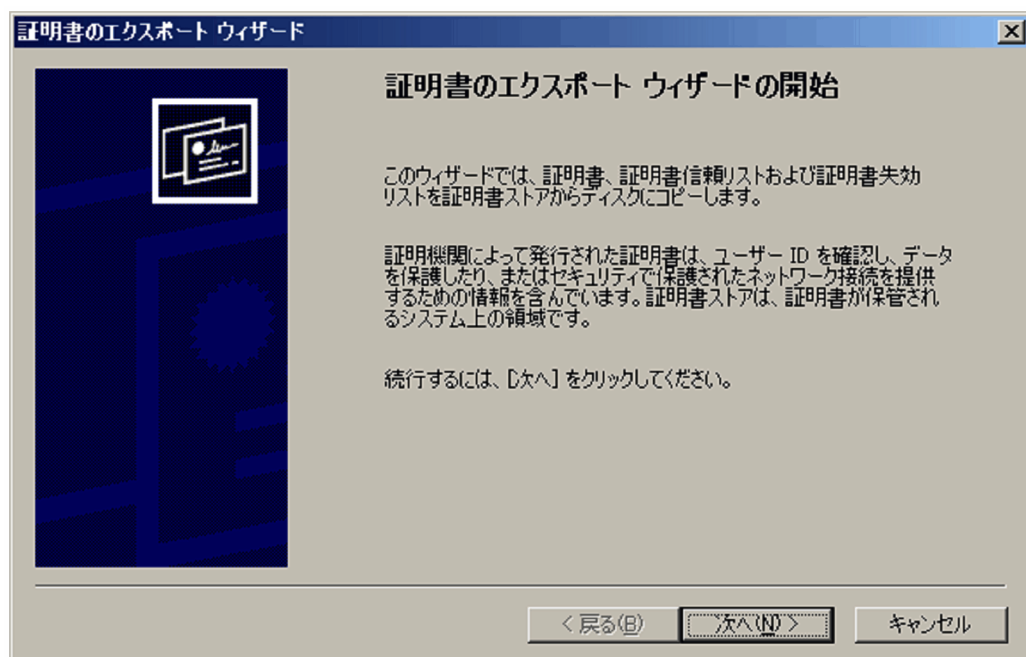 証明書のエクスポート ウィザード
証明書のエクスポート ウィザードの開始
このウィザードでは、証明書、証明書信頼リストおよび証明書失効
リストを証明書ストアからディスクにコピーします。
証明機関によって発行された証明書は、ユーザー ID を確認し、データ
を保護したり、またはセキュリティで保護されたネットワーク接続を提供
するための情報を含んでいます。証明書ストアは、証明書が保管され
るシステム上の領域です。
続行するには、[次へ] をクリックしてください。
< 戻る(B) 次へ(N) > キャンセル